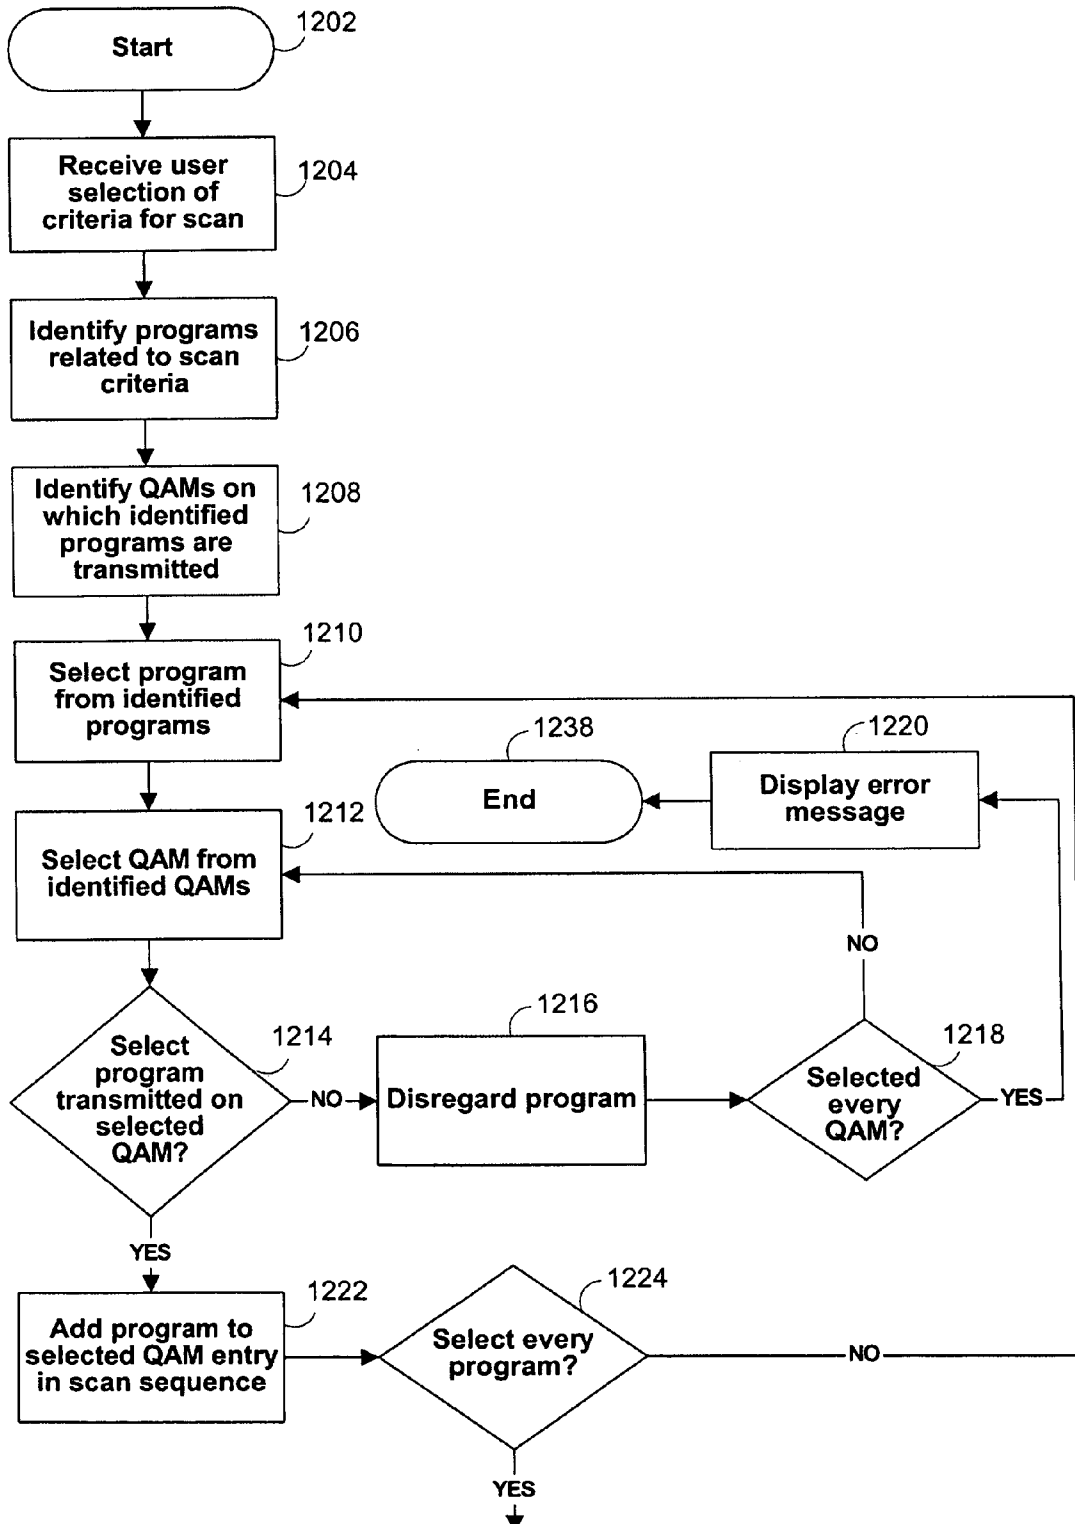 1202
Start
1204
Receive user
selection of
criteria for scan
1206
Identify programs
related to scan
criteria
1208
Identify QAMs on
which identified
programs are
transmitted
1210
Select program
from identified
programs
1238
End
1220
Display error
message
1212
Select QAM from
identified QAMs
NO
1214
Select
program
transmitted on
selected
QAM?
NO
1216
Disregard program
1218
Selected
every
QAM?
YES
YES
1222
Add program to
selected QAM entry
in scan sequence
1224
Select every
program?
NO
YES